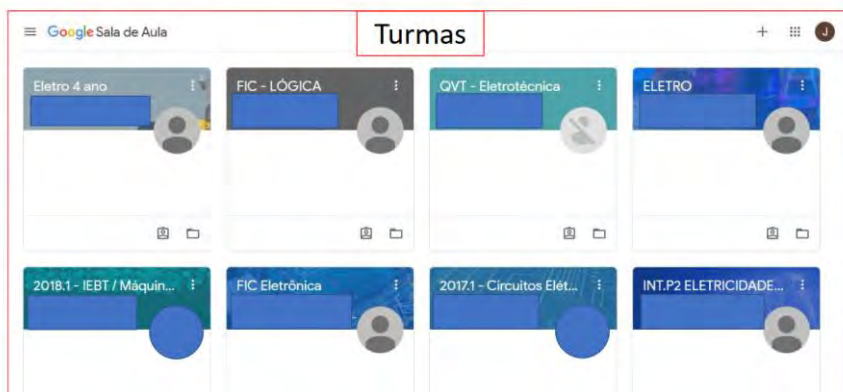 Google Sala de Aula
Turmas
J
Eletro 4 ano
FIC - LÓGICA
QVT - Eletrotécnica
ELETRO
2018.1 - IEBT / Máquin...
FIC Eletrônica
2017.1 - Circuitos Elét...
INT.P2 ELETRICIDADE...